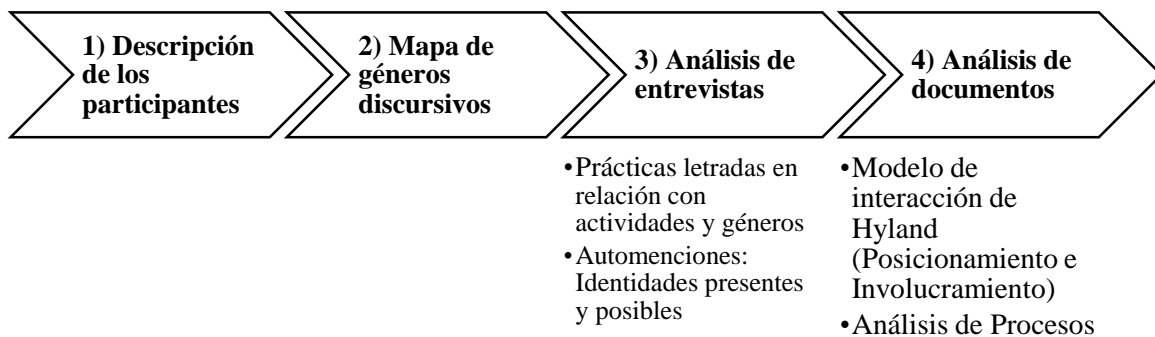 1) Descripción
de los
participantes
2) Mapa de
géneros
discursivos
3) Análisis de
entrevistas
•Prácticas letradas en
relación con
actividades y géneros
•Automenciones:
Identidades presentes
y posibles
4) Análisis de
documentos
•Modelo de
interacción de
Hyland
(Posicionamiento e
Involucramiento)
•Análisis de Procesos